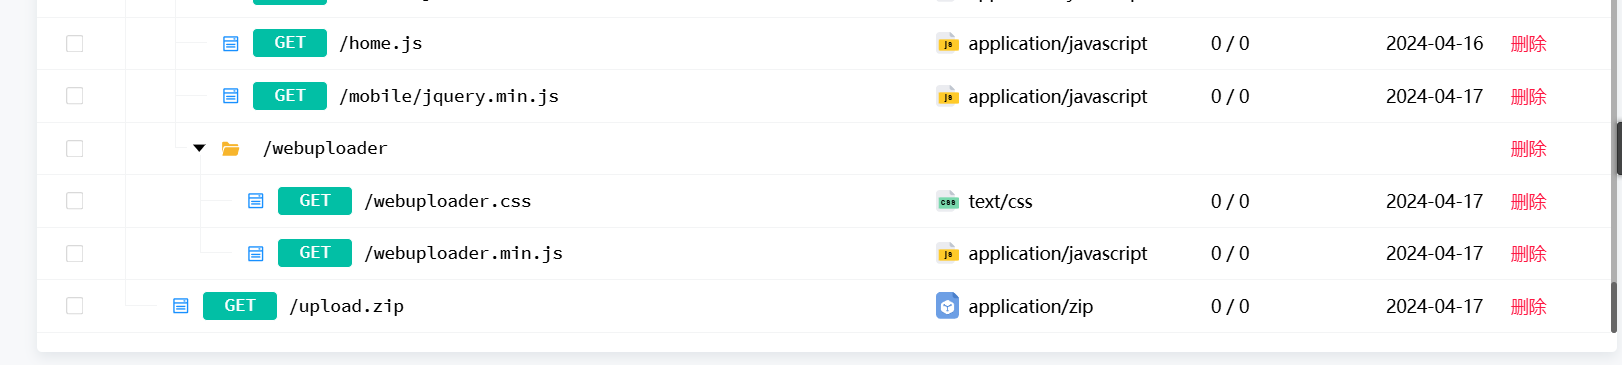 GET /home.js application/javascript 0 / 0 2024-04-16 删除
GET /mobile/jquery.min.js application/javascript 0 / 0 2024-04-17 删除
/webuploader 删除
GET /webuploader.css text/css 0 / 0 2024-04-17 删除
GET /webuploader.min.js application/javascript 0 / 0 2024-04-17 删除
GET /upload.zip application/zip 0 / 0 2024-04-17 删除